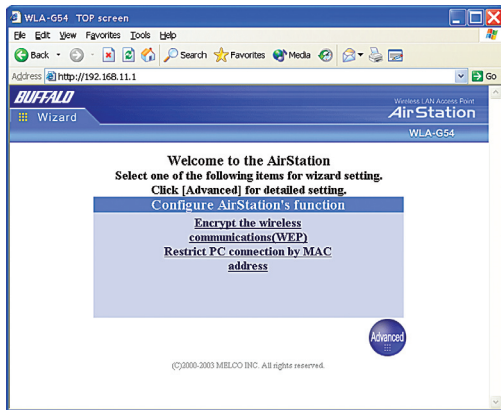 WLA-G54 TOP screen
File Edit View Favorites Tools Help
Back Search Favorites Media
Address http://192.168.11.1 Go
BUFFALO
Wireless LAN Access Point
AirStation
Wizard
WLA-G54
Welcome to the AirStation
Select one of the following items for wizard setting.
Click [Advanced] for detailed setting.
Configure AirStation's function
Encrypt the wireless
communications(WEP)
Restrict PC connection by MAC
address
Advanced
(C)2000-2003 MELCO INC. All rights reserved.